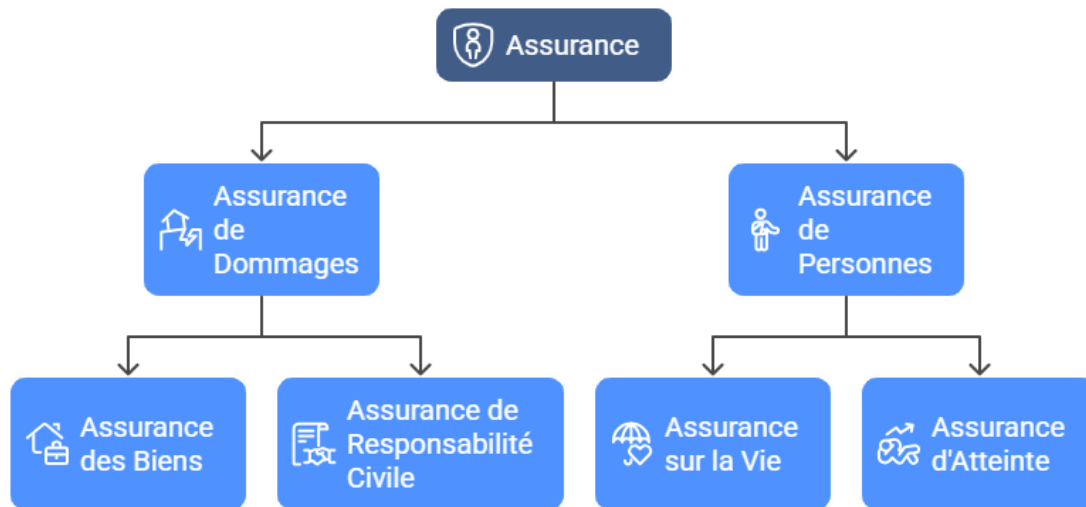 Assurance
Assurance
de
Dommages
Assurance
de
Personnes
Assurance
des Biens
Assurance de
Responsabilité
Civile
Assurance
sur la Vie
Assurance
d'Atteinte